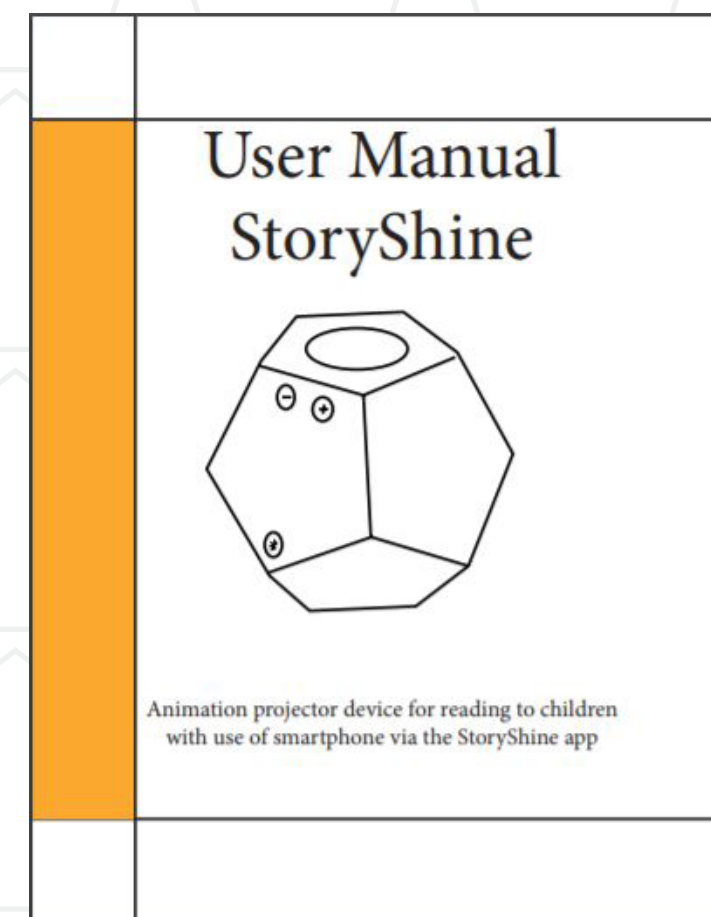 User Manual
StoryShine
Animation projector device for reading to children
with use of smartphone via the StoryShine app